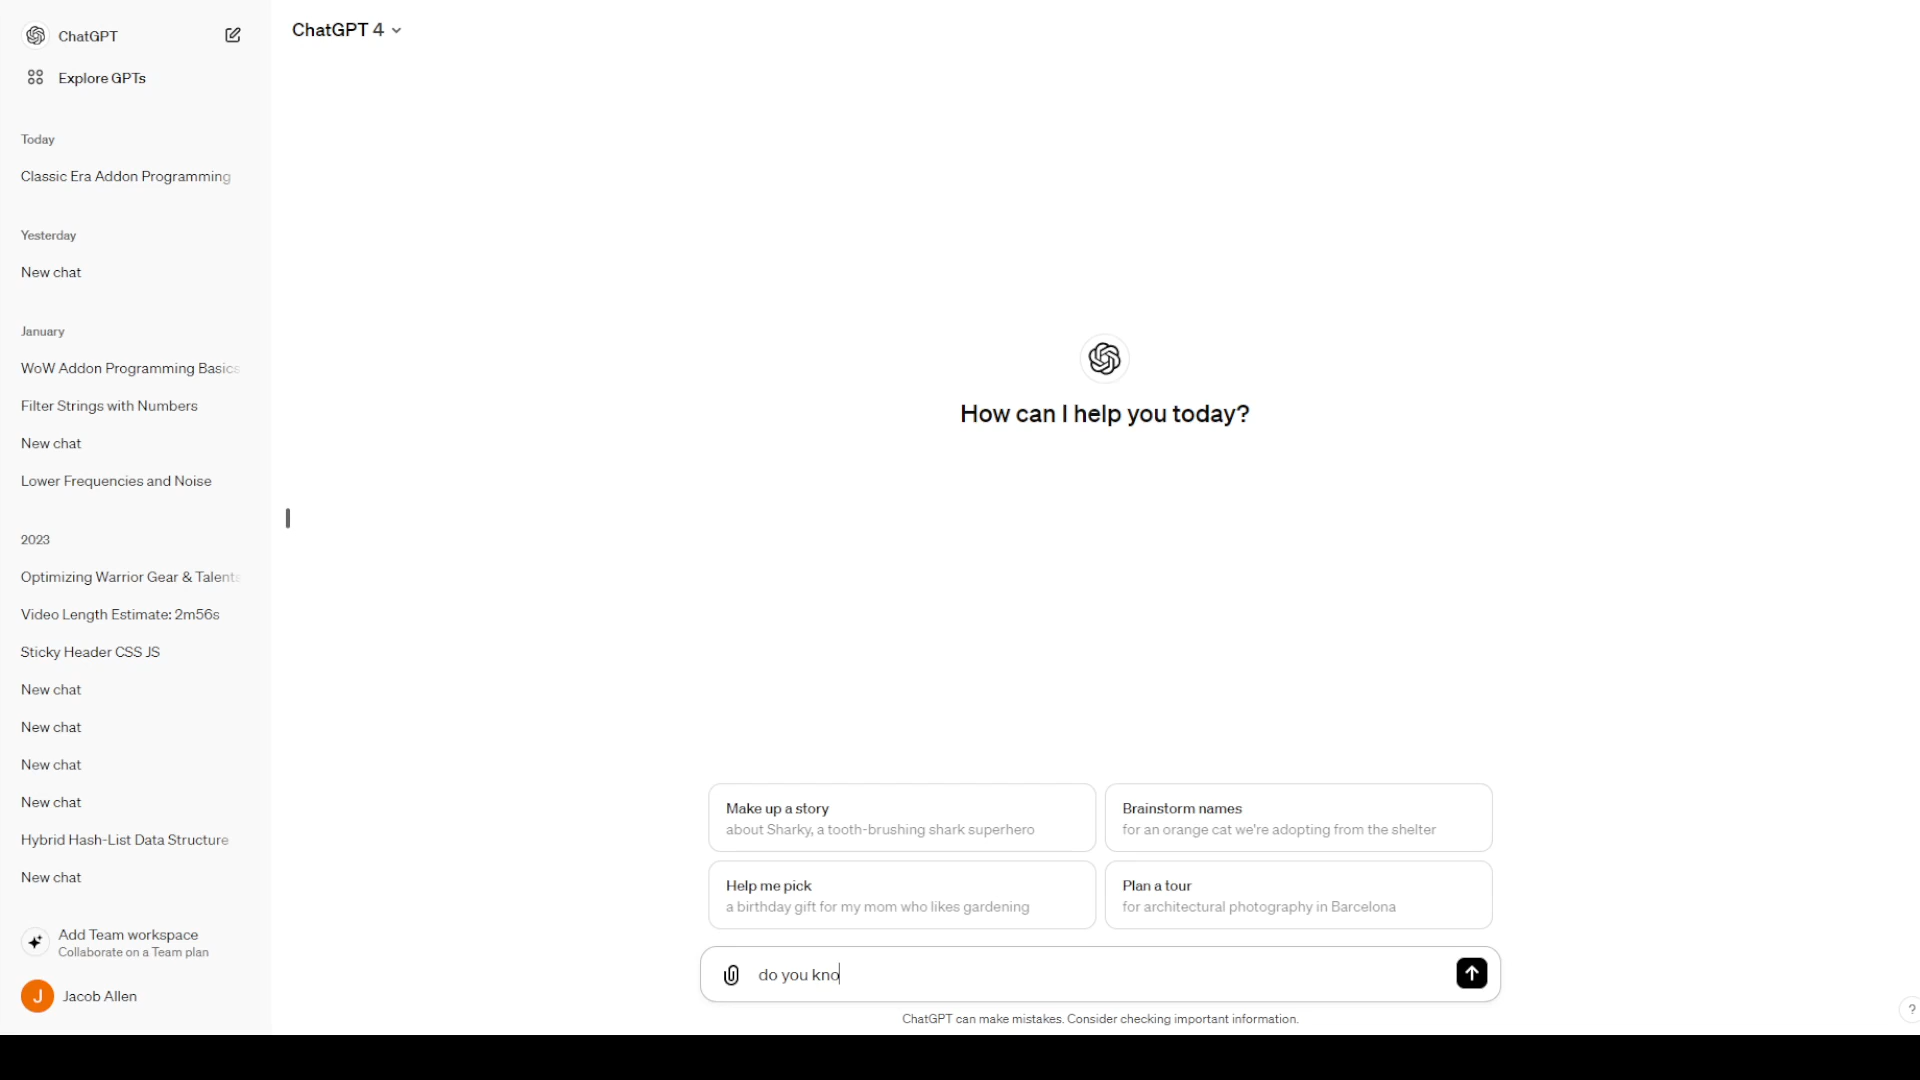 ChatGPT
Explore GPTs
Today
Classic Era Addon Programming
Yesterday
New chat
January
WoW Addon Programming Basics
Filter Strings with Numbers
New chat
Lower Frequencies and Noise
2023
Optimizing Warrior Gear & Talents
Video Length Estimate: 2m56s
Sticky Header CSS JS
New chat
New chat
New chat
New chat
Hybrid Hash-List Data Structure
New chat
Add Team workspace
Collaborate on a Team plan
J
Jacob Allen
ChatGPT 4
How can I help you today?
Make up a story
about Sharky, a tooth-brushing shark superhero
Brainstorm names
for an orange cat we're adopting from the shelter
Help me pick
a birthday gift for my mom who likes gardening
Plan a tour
for architectural photography in Barcelona
do you kno
ChatGPT can make mistakes. Consider checking important information.
?